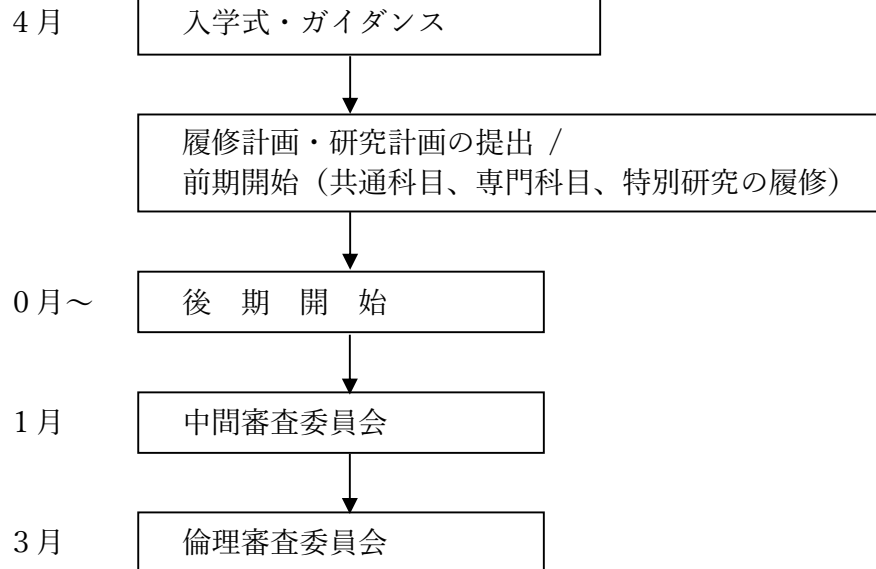 4月 入学式・ガイダンス
履修計画・研究計画の提出 /
前期開始（共通科目、専門科目、特別研究の履修）
0月～ 後　期　開　始
1月 中間審査委員会
3月 倫理審査委員会